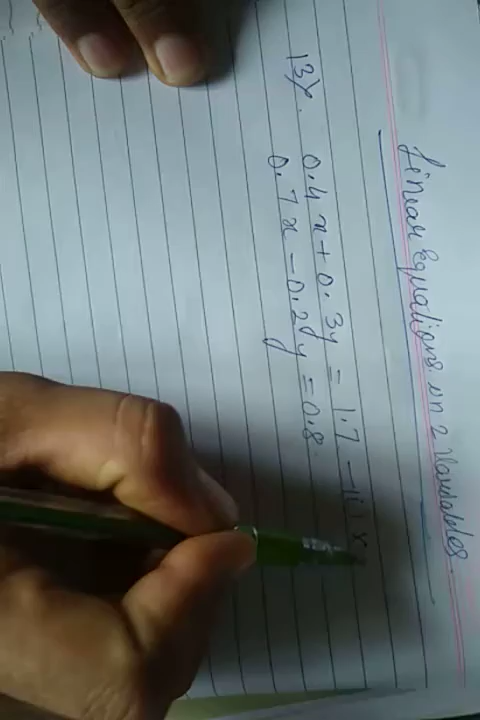 Linear Equations in 2 Variables.
13). 0.4x + 0.3y = 1.7 - (i) x
0.7x - 0.2y = 0.8